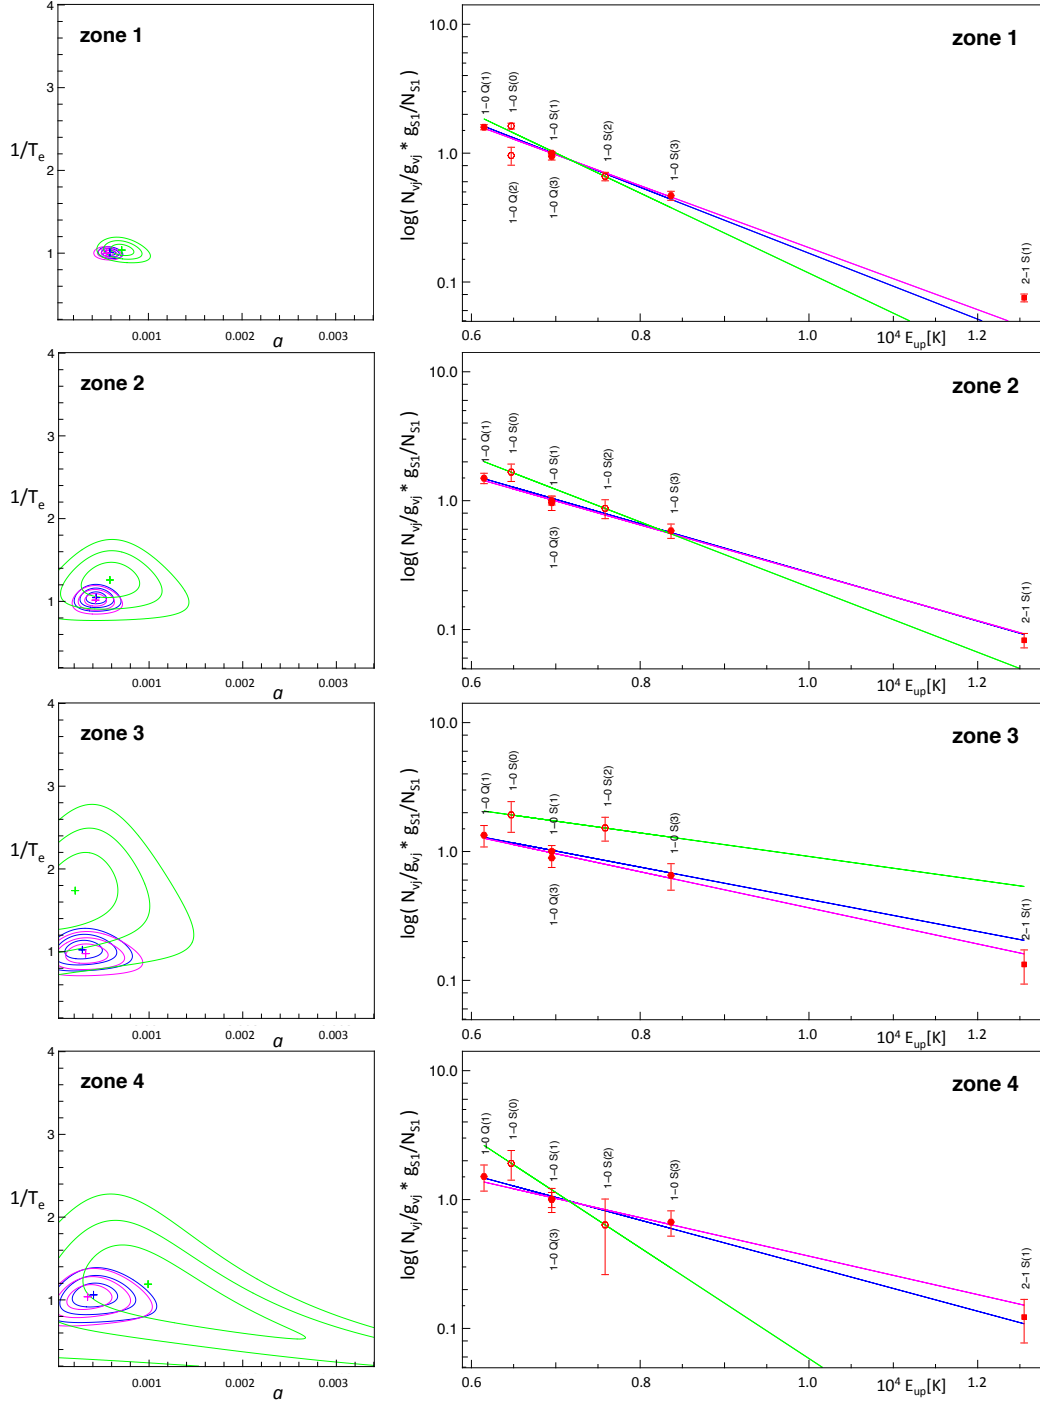 zone 1
4
3
2
1
1/Te
0.001
0.002
0.003
a
zone 1
10.0
1.0
0.1
log( Nvj/gvj * gS1/NS1)
1−0 Q(1)
1−0 S(0)
1−0 Q(2)
1−0 S(1)
1−0 Q(3)
1−0 S(2)
1−0 S(3)
2−1 S(1)
0.6
0.8
1.0
1.2
10⁴ Eup[K]
zone 2
4
3
2
1
1/Te
0.001
0.002
0.003
a
zone 2
10.0
1.0
0.1
log( Nvj/gvj * gS1/NS1)
1−0 Q(1)
1−0 S(0)
1−0 S(1)
1−0 Q(3)
1−0 S(2)
1−0 S(3)
2−1 S(1)
0.6
0.8
1.0
1.2
10⁴ Eup[K]
zone 3
4
3
2
1
1/Te
0.001
0.002
0.003
a
zone 3
10.0
1.0
0.1
log( Nvj/gvj * gS1/NS1)
1−0 Q(1)
1−0 S(0)
1−0 S(1)
1−0 Q(3)
1−0 S(2)
1−0 S(3)
2−1 S(1)
0.6
0.8
1.0
1.2
10⁴ Eup[K]
zone 4
4
3
2
1
1/Te
0.001
0.002
0.003
a
zone 4
10.0
1.0
0.1
log( Nvj/gvj * gS1/NS1)
1−0 Q(1)
1−0 S(0)
1−0 S(1)
1−0 Q(3)
1−0 S(2)
1−0 S(3)
2−1 S(1)
0.6
0.8
1.0
1.2
10⁴ Eup[K]